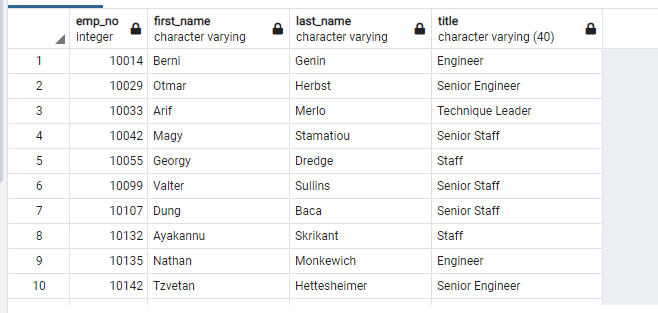 emp_no first_name last_name title
integer character varying character varying character varying (40)
1 10014 Berni Genin Engineer
2 10029 Otmar Herbst Senior Engineer
3 10033 Arif Merlo Technique Leader
4 10042 Magy Stamatiou Senior Staff
5 10055 Georgy Dredge Staff
6 10099 Valter Sullins Senior Staff
7 10107 Dung Baca Senior Staff
8 10132 Ayakannu Skrikant Staff
9 10135 Nathan Monkewich Engineer
10 10142 Tzvetan Hettesheimer Senior Engineer